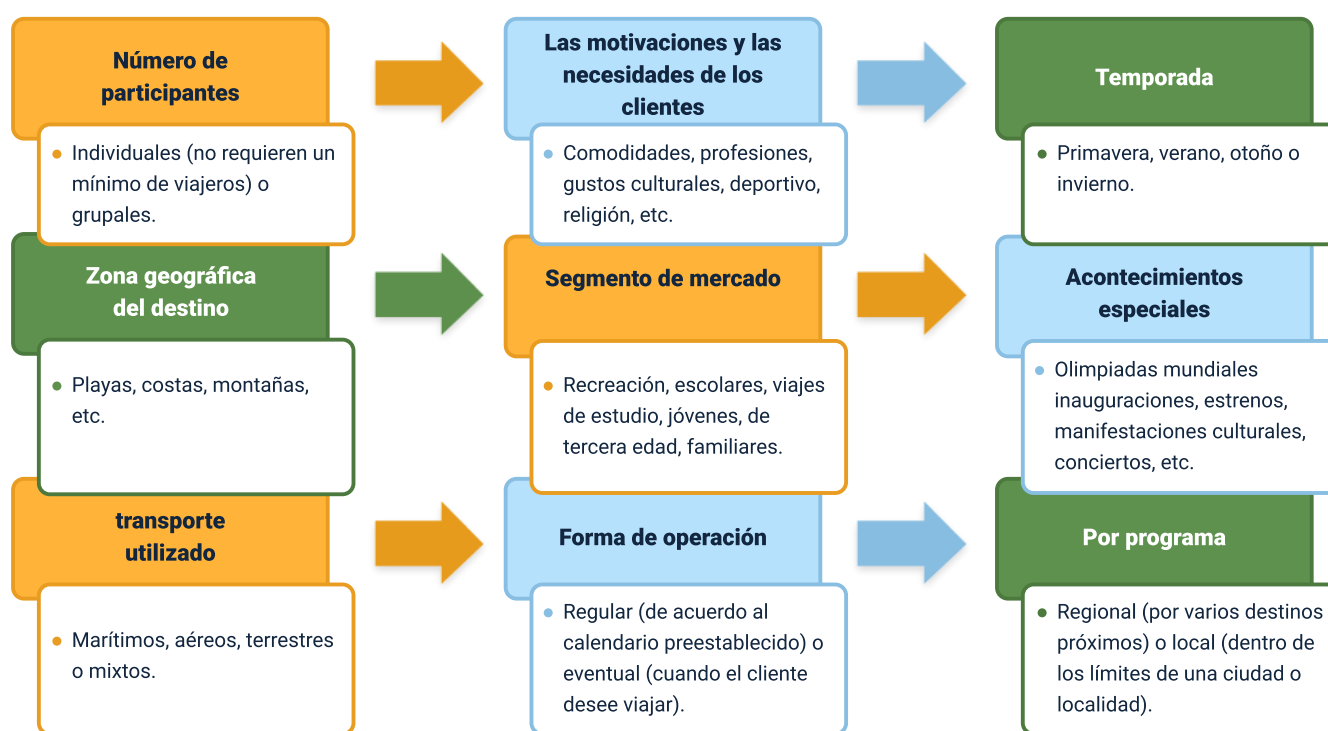 Número de
participantes
• Individuales (no requieren un
mínimo de viajeros) o
grupales.
Las motivaciones y las
necesidades de los
clientes
• Comodidades, profesiones,
gustos culturales, deportivo,
religión, etc.
Temporada
• Primavera, verano, otoño o
invierno.
Zona geográfica
del destino
• Playas, costas, montañas,
etc.
Segmento de mercado
• Recreación, escolares, viajes
de estudio, jóvenes, de
tercera edad, familiares.
Acontecimientos
especiales
• Olimpiadas mundiales
inauguraciones, estrenos,
manifestaciones culturales,
conciertos, etc.
transporte
utilizado
• Marítimos, aéreos, terrestres
o mixtos.
Forma de operación
• Regular (de acuerdo al
calendario preestablecido) o
eventual (cuando el cliente
desee viajar).
Por programa
• Regional (por varios destinos
próximos) o local (dentro de
los límites de una ciudad o
localidad).